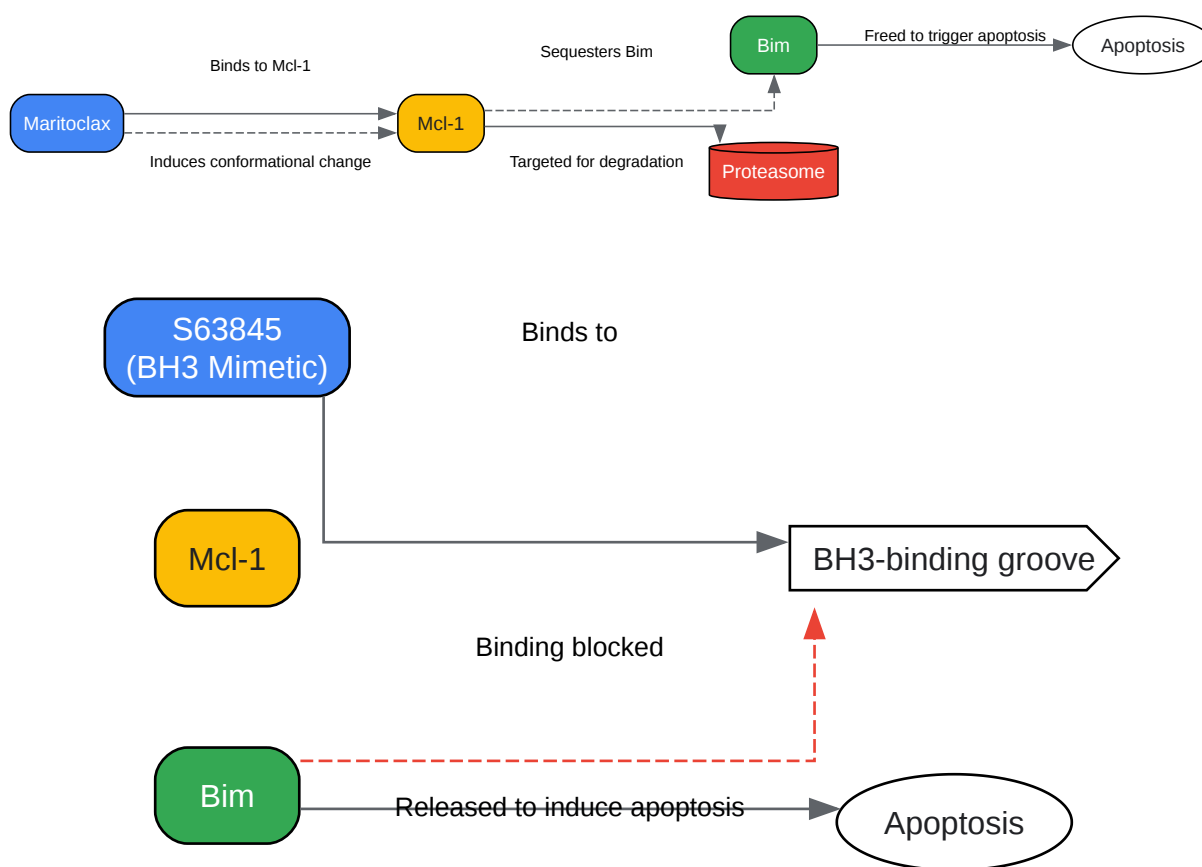 Bim
Freed to trigger apoptosis
Apoptosis
Sequesters Bim
Binds to Mcl-1
Maritoclax
Mcl-1
Induces conformational change
Targeted for degradation
Proteasome
S63845
(BH3 Mimetic)
Binds to
Mcl-1
BH3-binding groove
Binding blocked
Bim
Released to induce apoptosis
Apoptosis